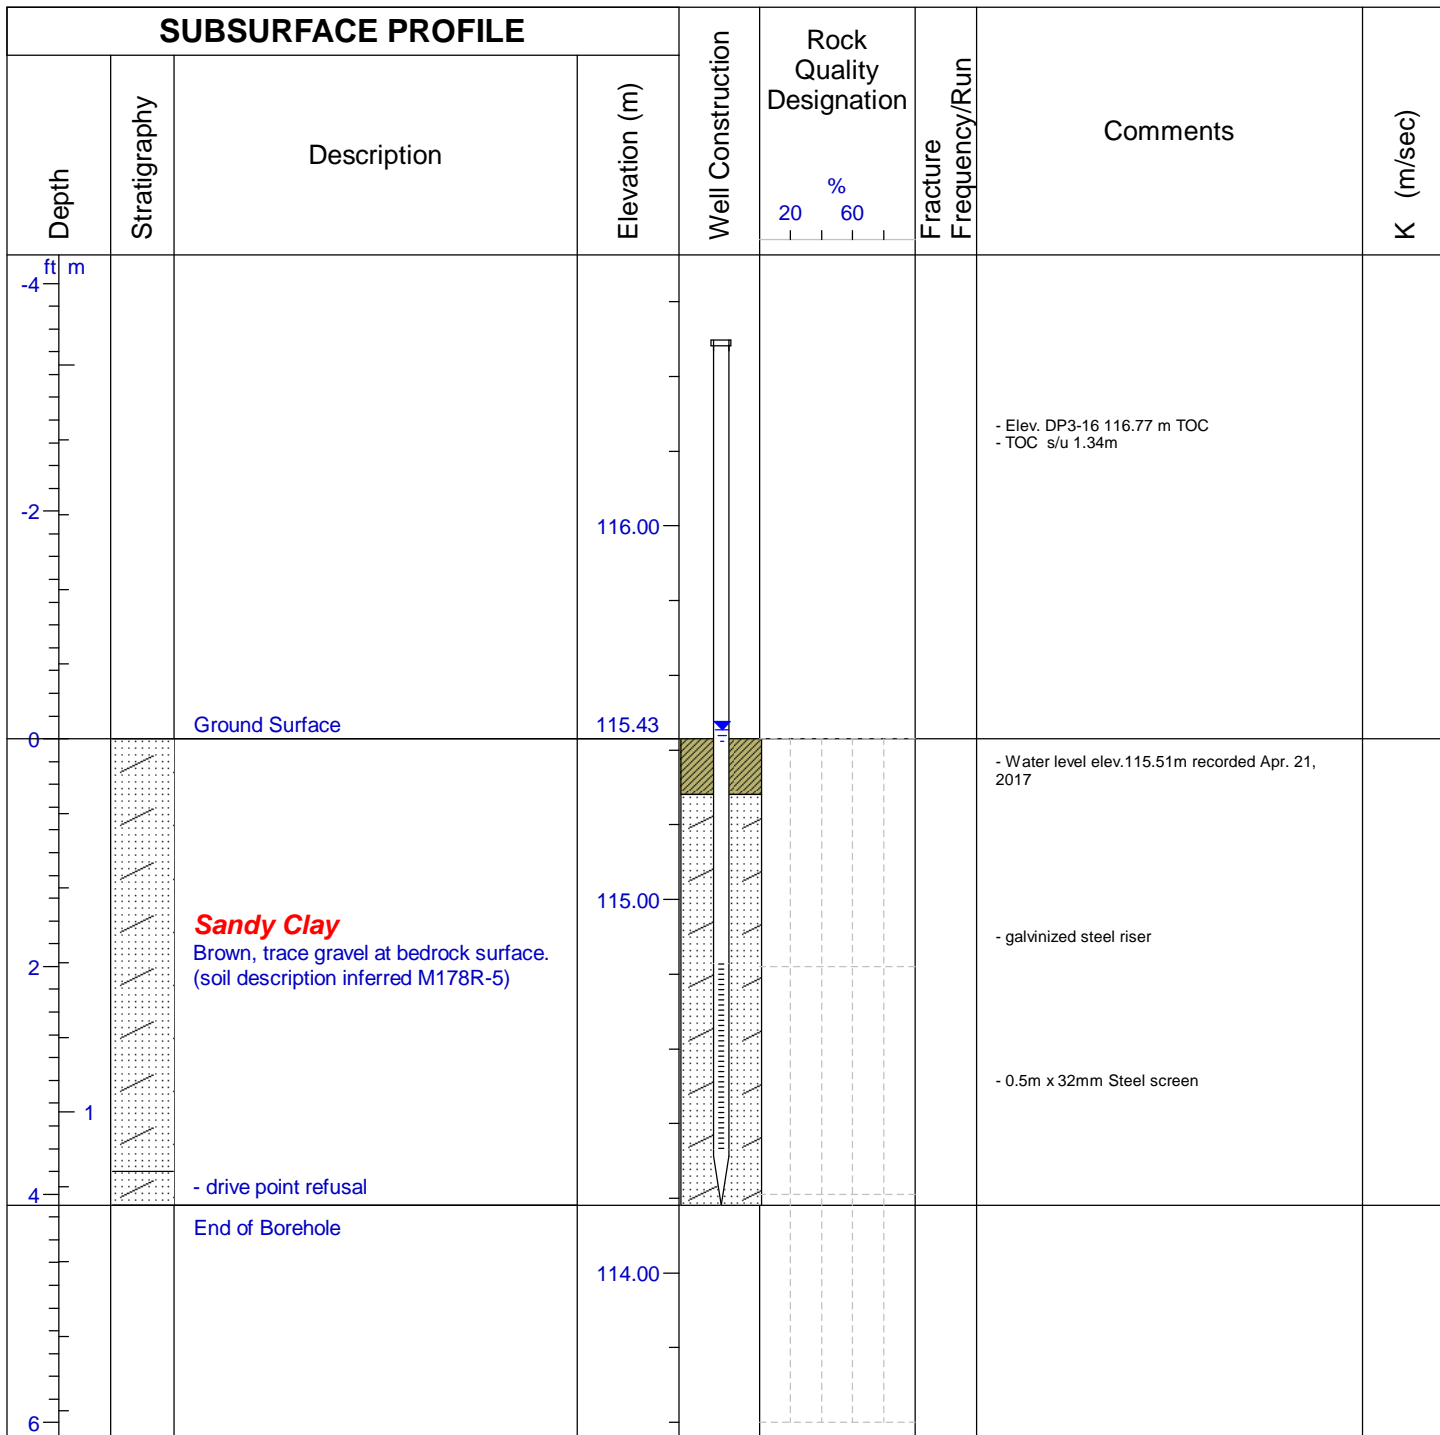 SUBSURFACE PROFILE
Depth
Stratigraphy
Description
Elevation (m)
Well Construction
Rock
Quality
Designation
%
20 60
Fracture
Frequency/Run
Comments
K (m/sec)
ft m
-4
- Elev. DP3-16 116.77 m TOC
- TOC s/u 1.34m
-2
116.00
Ground Surface
115.43
0
- Water level elev.115.51m recorded Apr. 21,
2017
115.00
Sandy Clay
Brown, trace gravel at bedrock surface.
(soil description inferred M178R-5)
- galvinized steel riser
2
- 0.5m x 32mm Steel screen
1
- drive point refusal
4
End of Borehole
114.00
6